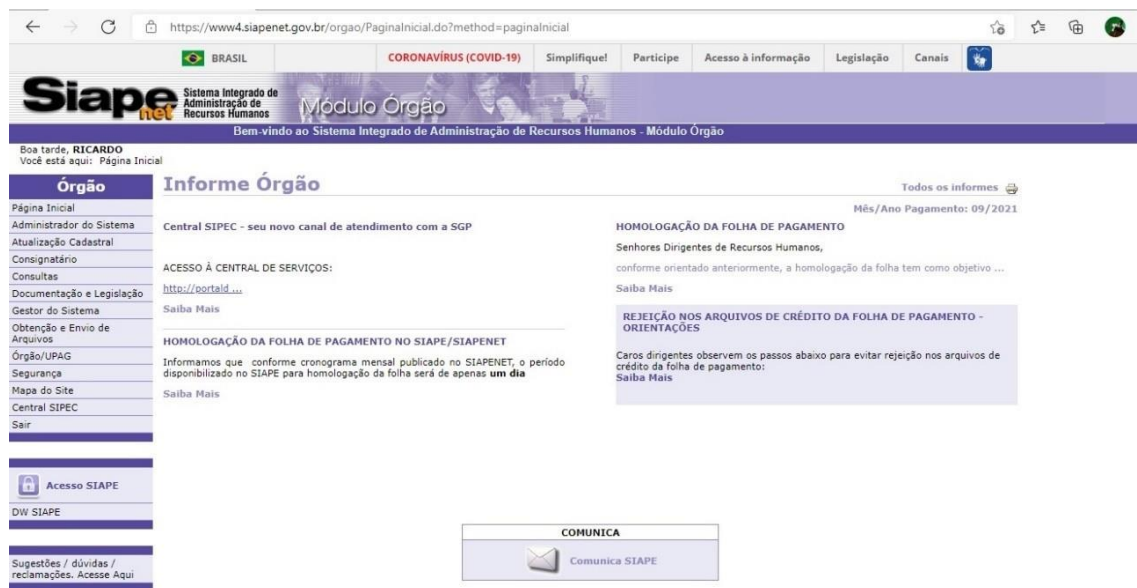 https://www4.siapenet.gov.br/orgao/PaginaInicial.do?method=paginaInicial
BRASIL CORONAVÍRUS (COVID-19) Simplifique! Participe Acesso à informação Legislação Canais
Siape net
Sistema Integrado de
Administração de
Recursos Humanos
Módulo Órgão
Bem-vindo ao Sistema Integrado de Administração de Recursos Humanos - Módulo Órgão
Boa tarde, RICARDO
Você está aqui: Página Inicial
Órgão
Página Inicial
Administrador do Sistema
Atualização Cadastral
Consignatário
Consultas
Documentação e Legislação
Gestor do Sistema
Obtenção e Envio de
Arquivos
Órgão/UPAG
Segurança
Mapa do Site
Central SIPEC
Sair
Acesso SIAPE
DW SIAPE
Sugestões / dúvidas /
reclamações. Acesse Aqui
Informe Órgão
Todos os informes
Mês/Ano Pagamento: 09/2021
Central SIPEC - seu novo canal de atendimento com a SGP
ACESSO À CENTRAL DE SERVIÇOS:
http://portald ...
Saiba Mais
HOMOLOGAÇÃO DA FOLHA DE PAGAMENTO NO SIAPE/SIAPENET
Informamos que conforme cronograma mensal publicado no SIAPENET, o período
disponibilizado no SIAPE para homologação da folha será de apenas um dia
Saiba Mais
HOMOLOGAÇÃO DA FOLHA DE PAGAMENTO
Senhores Dirigentes de Recursos Humanos,
conforme orientado anteriormente, a homologação da folha tem como objetivo ...
Saiba Mais
REJEIÇÃO NOS ARQUIVOS DE CRÉDITO DA FOLHA DE PAGAMENTO -
ORIENTAÇÕES
Caros dirigentes observem os passos abaixo para evitar rejeição nos arquivos de
crédito da folha de pagamento:
Saiba Mais
COMUNICA
Comunica SIAPE